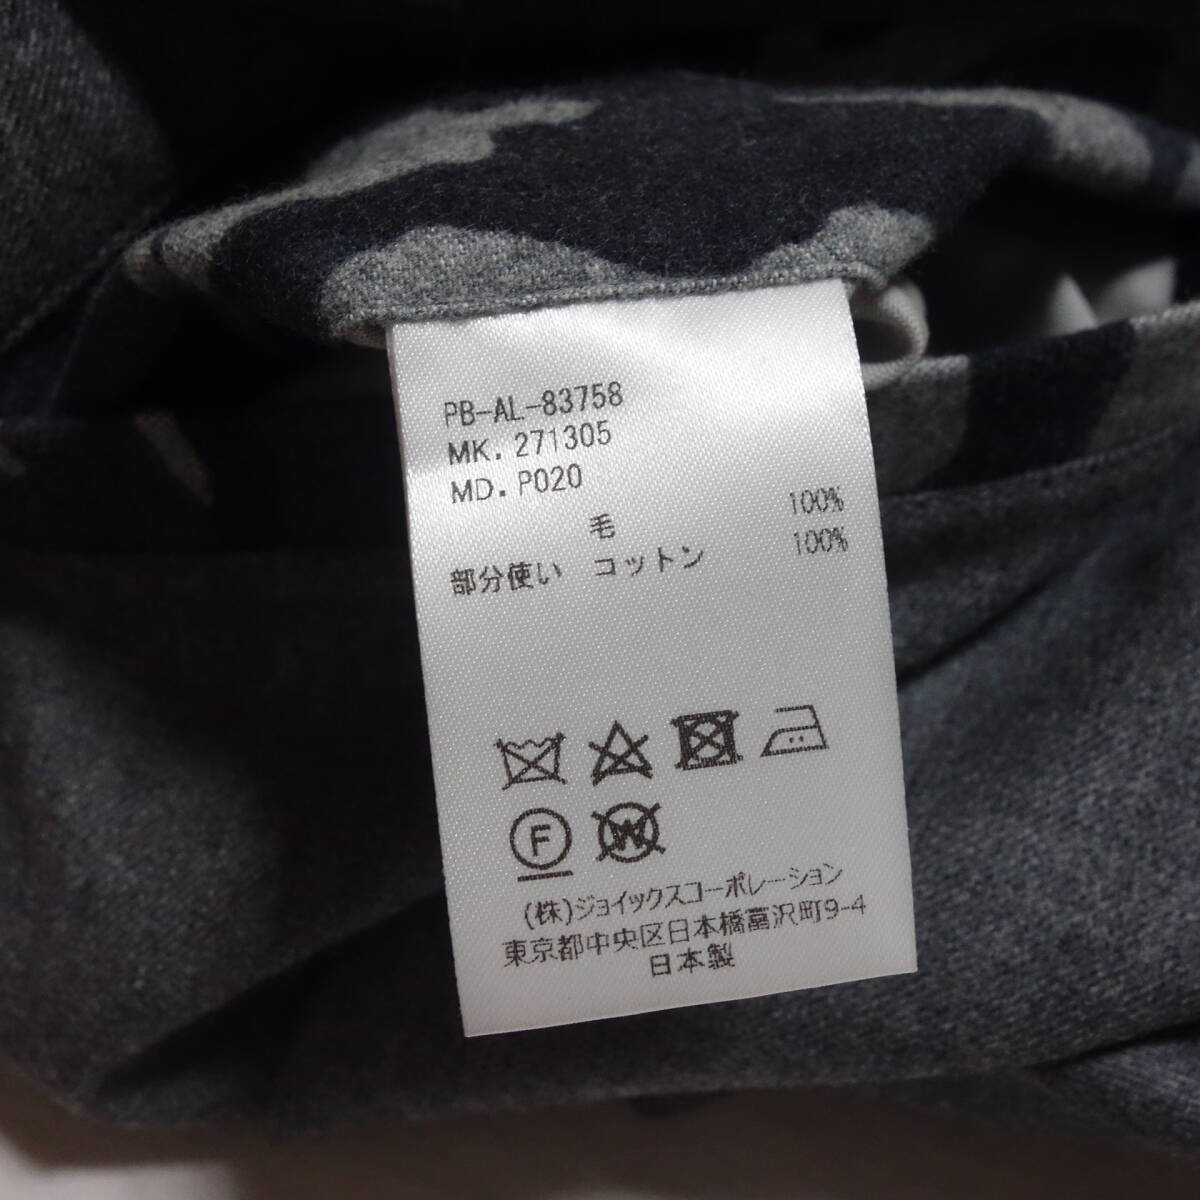 PB-AL-83758
MK. 271305
MD. P020
毛 100%
部分使い コットン 100%
F W
(株)ジョイックスコーポレーション
東京都中央区日本橋富沢町9-4
日本製